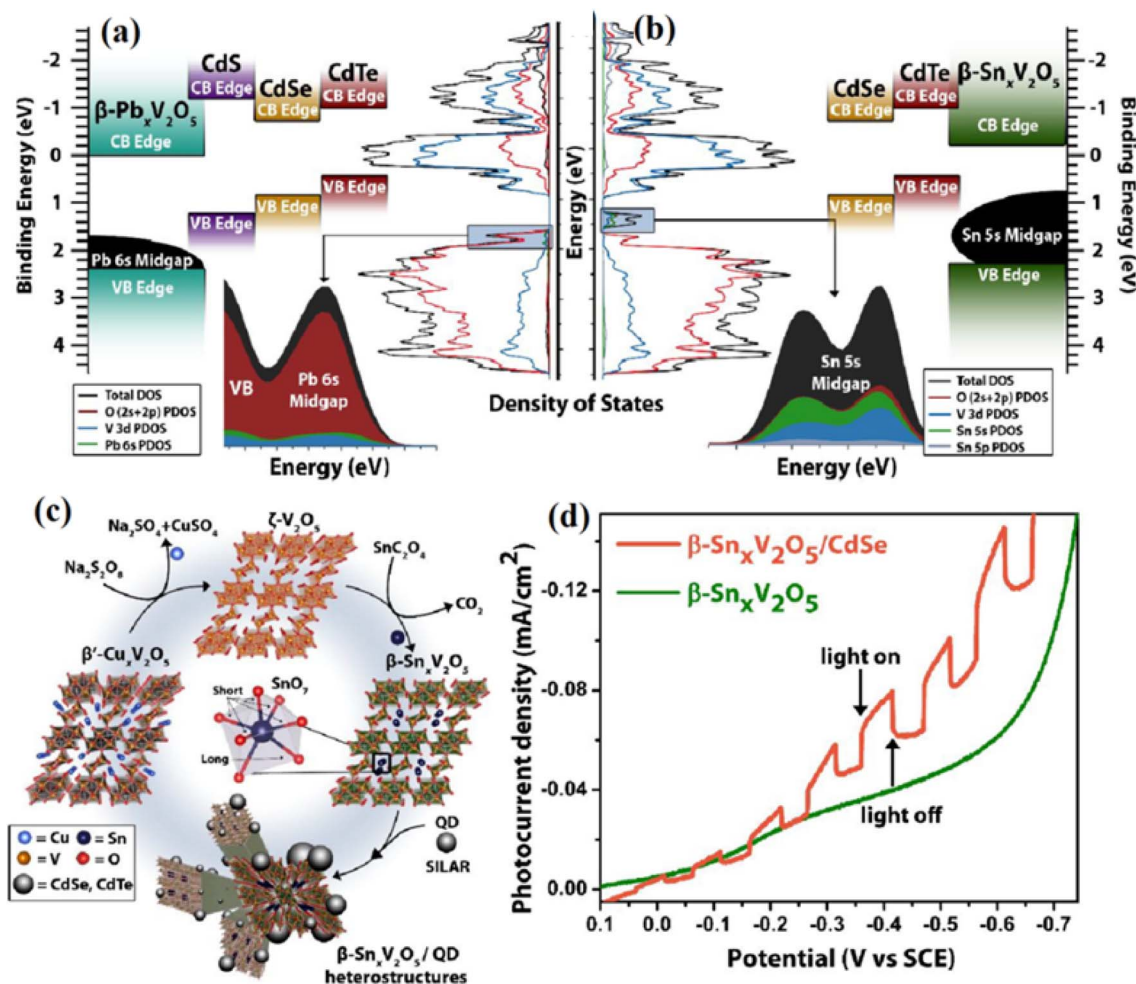 (a)
-2
-1
0
1
2
3
4
Binding Energy (eV)
CdS
CB Edge
CdSe
CB Edge
CdTe
CB Edge
β-PbₓV₂O₅
CB Edge
VB Edge
VB Edge
VB Edge
Pb 6s Midgap
VB Edge
VB
Pb 6s
Midgap
Total DOS
O (2s+2p) PDOS
V 3d PDOS
Pb 6s PDOS
Energy (eV)
Energy (eV)
Density of States
(b)
CdSe
CB Edge
CdTe
CB Edge
β-SnₓV₂O₅
CB Edge
VB Edge
VB Edge
Sn 5s Midgap
VB Edge
-2
-1
0
1
2
3
4
Binding Energy (eV)
Sn 5s
Midgap
Total DOS
O (2s+2p) PDOS
V 3d PDOS
Sn 5s PDOS
Sn 5p PDOS
Energy (eV)
(c)
Na₂SO₄+CuSO₄
Na₂S₂O₈
ζ-V₂O₅
SnC₂O₄
CO₂
β'-CuₓV₂O₅
β-SnₓV₂O₅
SnO₇
Short
Long
QD
SILAR
= Cu = Sn
= V = O
= CdSe, CdTe
β-SnₓV₂O₅/ QD
heterostructures
(d)
β-SnₓV₂O₅/CdSe
β-SnₓV₂O₅
light on
light off
-0.12
-0.08
-0.04
0.00
Photocurrent density (mA/cm²)
0.1 0.0 -0.1 -0.2 -0.3 -0.4 -0.5 -0.6 -0.7
Potential (V vs SCE)